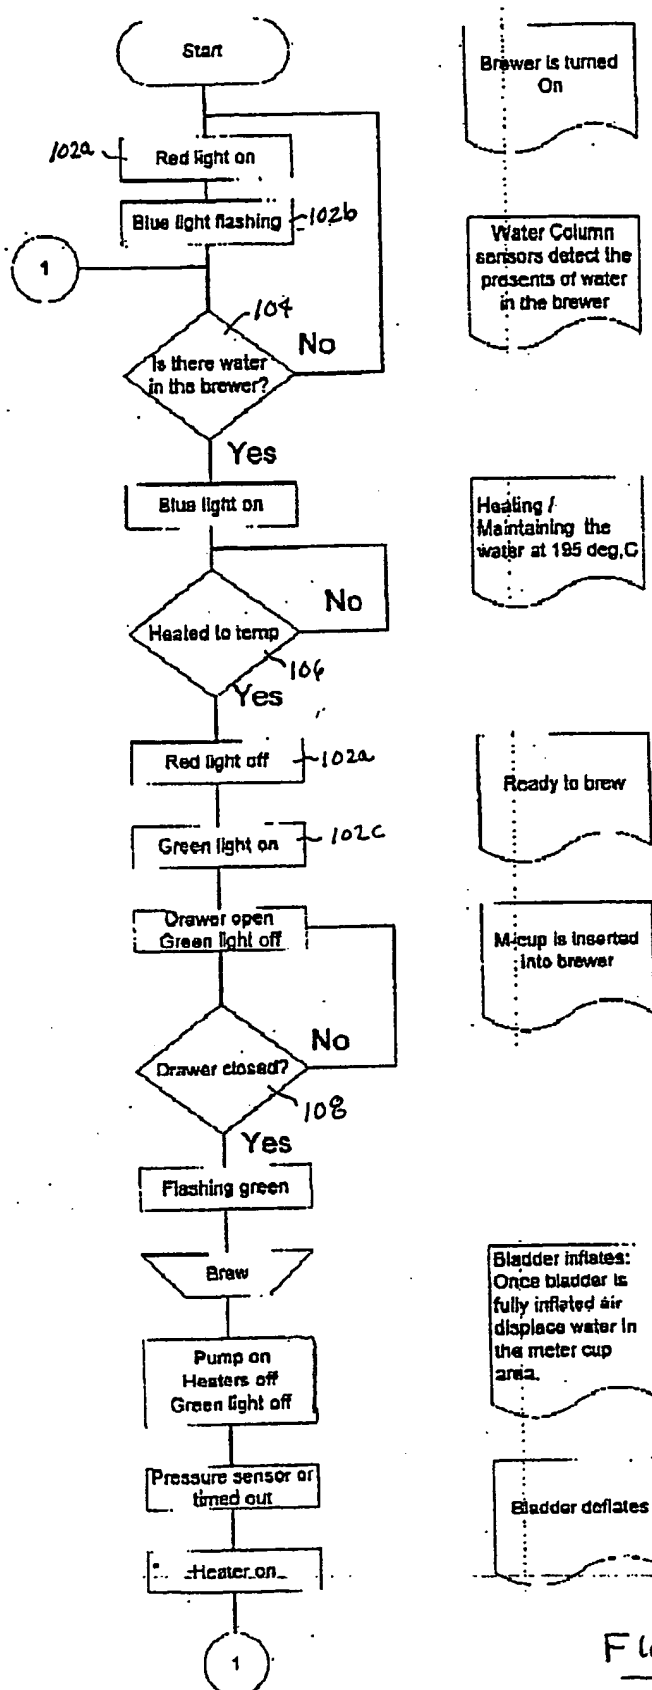 Start
Brewer is turned
On
102a
Red light on
Blue light flashing
102b
1
Water Column
sensors detect the
presents of water
in the brewer
104
Is there water
in the brewer?
No
Yes
Blue light on
Heating /
Maintaining the
water at 195 deg,C
No
Heated to temp
106
Yes
Red light off
102a
Ready to brew
Green light on
102c
Drawer open
Green light off
M-cup is inserted
into brewer
No
Drawer closed?
108
Yes
Flashing green
Brew
Bladder inflates:
Once bladder is
fully inflated air
displace water in
the meter cup
area.
Pump on
Heaters off
Green light off
Pressure sensor or
timed out
Bladder deflates
Heater on
1